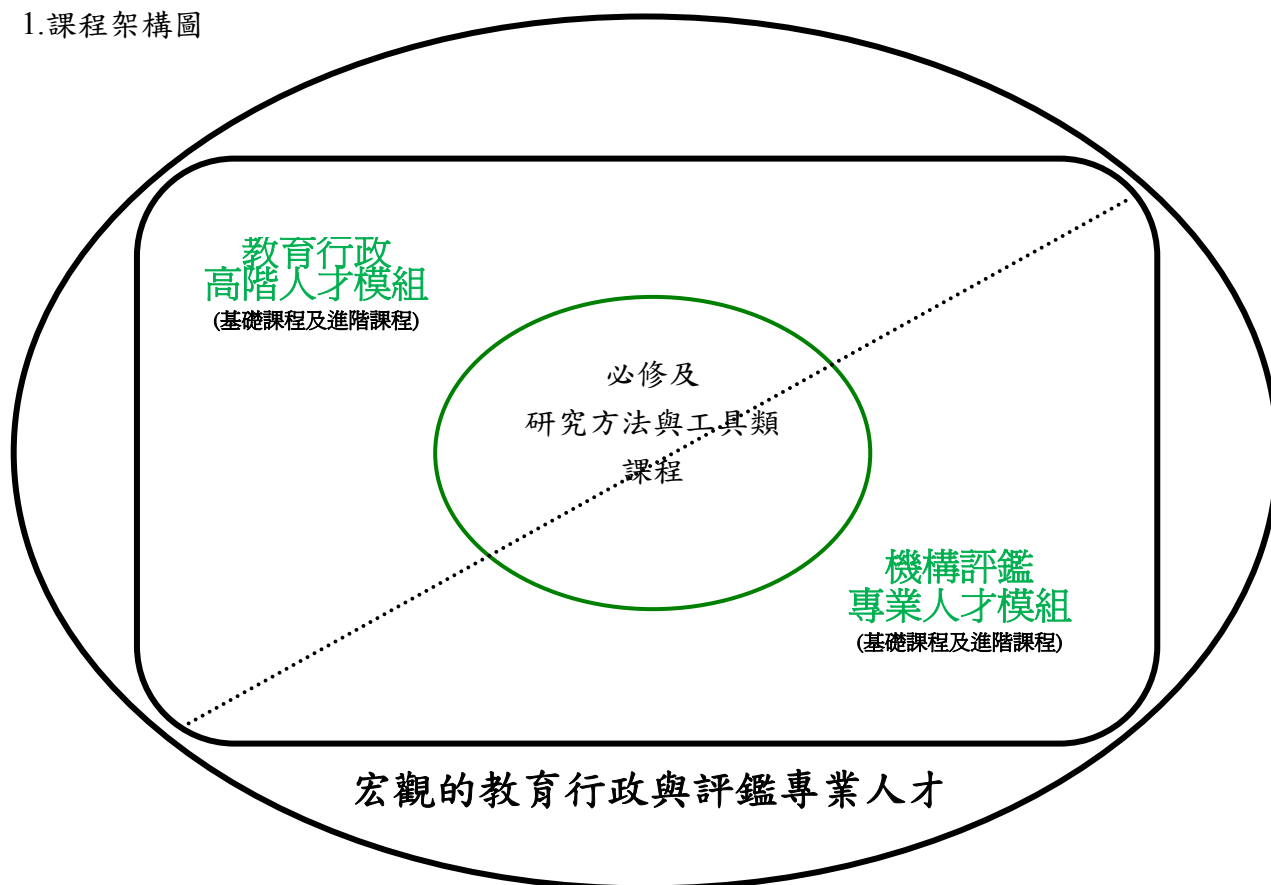 1.課程架構圖
教育行政
高階人才模組
(基礎課程及進階課程)
必修及
研究方法與工具類
課程
機構評鑑
專業人才模組
(基礎課程及進階課程)
宏觀的教育行政與評鑑專業人才